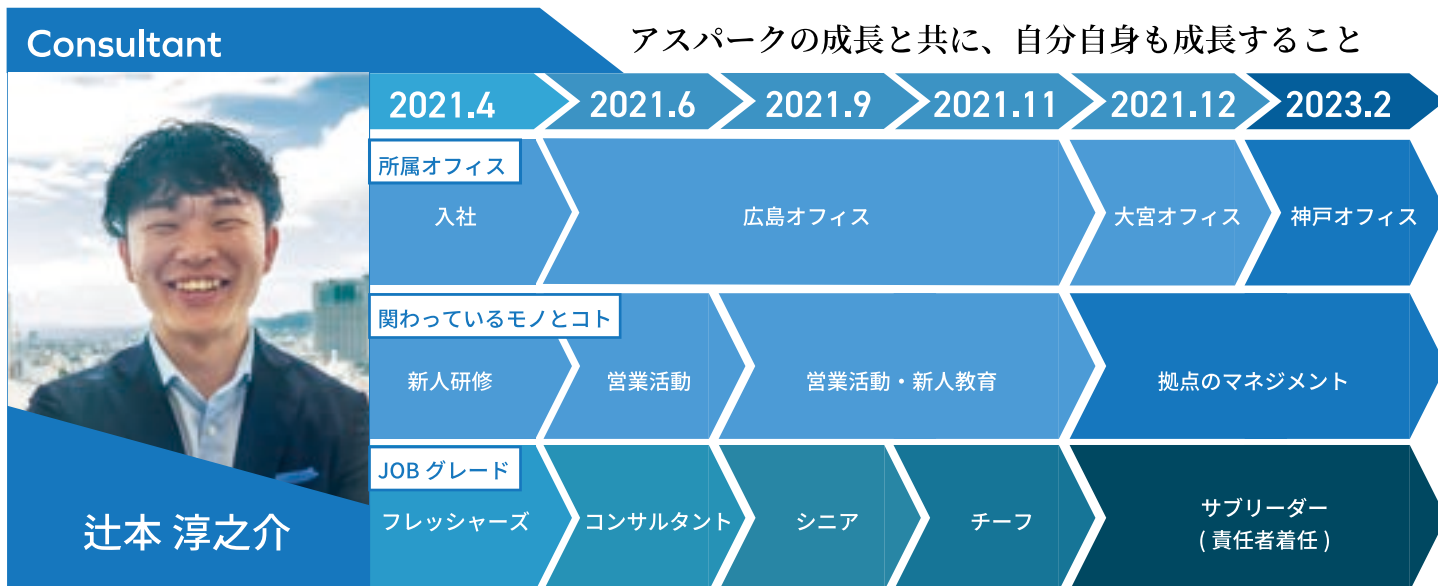 Consultant
アスパークの成長と共に、自分自身も成長すること
2021.4
2021.6
2021.9
2021.11
2021.12
2023.2
所属オフィス
入社
広島オフィス
大宮オフィス
神戸オフィス
関わっているモノとコト
新人研修
営業活動
営業活動・新人教育
拠点のマネジメント
JOB グレード
フレッシャーズ
コンサルタント
シニア
チーフ
サブリーダー
( 責任者着任 )
辻本 淳之介